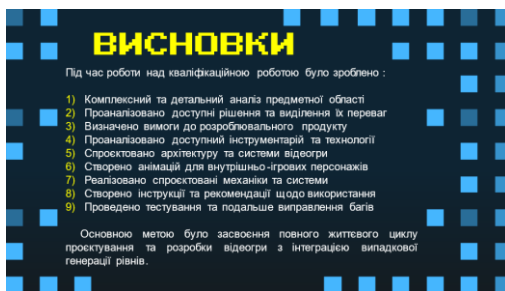 ВИСНОВКИ
Під час роботи над кваліфікаційною роботою було зроблено :
1) Комплексний та детальний аналіз предметної області
2) Проаналізовано доступні рішення та виділення їх переваг
3) Визначено вимоги до розроблювального продукту
4) Проаналізовано доступний інструментарій та технології
5) Спроєктовано архітектуру та системи відеогри
6) Створено анімацій для внутрішньо-ігрових персонажів
7) Реалізовано спроєктовані механіки та системи
8) Створено інструкції та рекомендації щодо використання
9) Проведено тестування та подальше виправлення багів
Основною метою було засвоєння повного життєвого циклу
проєктування та розробки відеогри з інтеграцією випадкової
генерації рівнів.